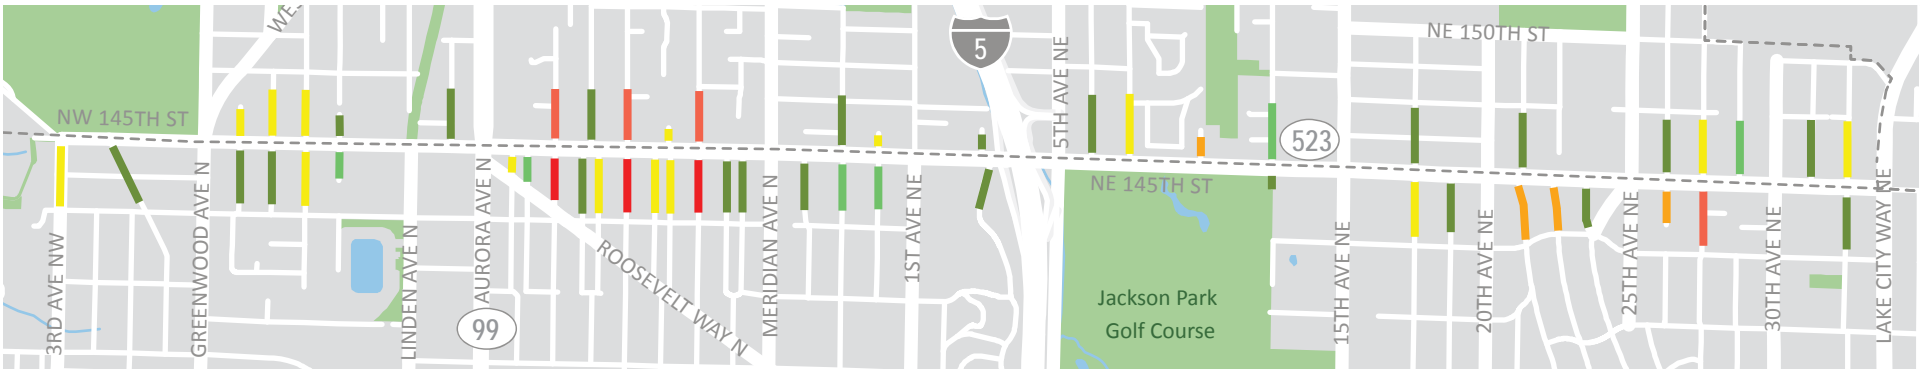 WES
NW 145TH ST
3RD AVE NW
GREENWOOD AVE N
LINDEN AVE N
AURORA AVE N
99
ROOSEVELT WAY N
MERIDIAN AVE N
1ST AVE NE
5
5TH AVE NE
NE 145TH ST
Jackson Park
Golf Course
523
15TH AVE NE
NE 150TH ST
20TH AVE NE
25TH AVE NE
30TH AVE NE
LAKE CITY WAY NE